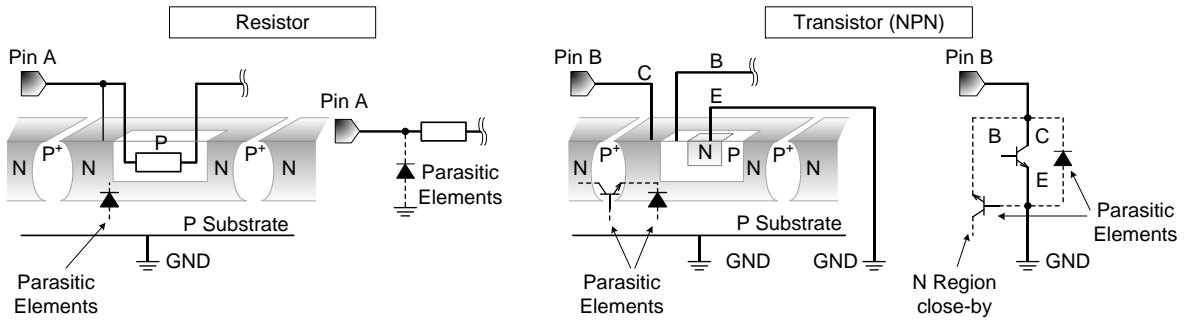 Resistor
Transistor (NPN)
Pin A
Pin B
Pin B
C
B
E
Pin A
B
C
E
N
P+
N
P
N
P+
N
N
P+
N
P
P+
N
N
Parasitic
Elements
P Substrate
GND
Parasitic
Elements
P Substrate
GND
GND
Parasitic
Elements
Parasitic
Elements
GND
N Region
close-by